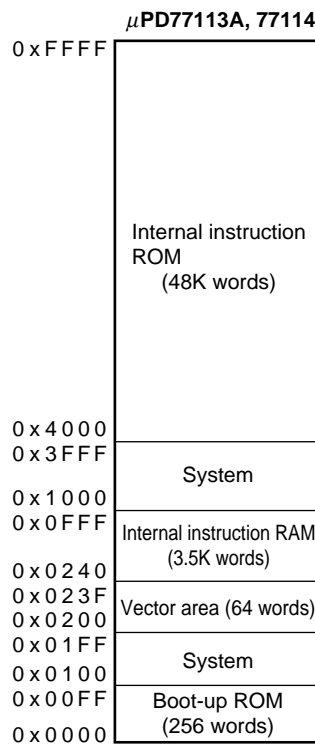 μPD77113A, 77114
0xFFFF
Internal instruction
ROM
(48K words)
0x4000
0x3FFF
System
0x1000
0x0FFF
Internal instruction RAM
(3.5K words)
0x0240
0x023F
Vector area (64 words)
0x0200
0x01FF
System
0x0100
0x00FF
Boot-up ROM
(256 words)
0x0000